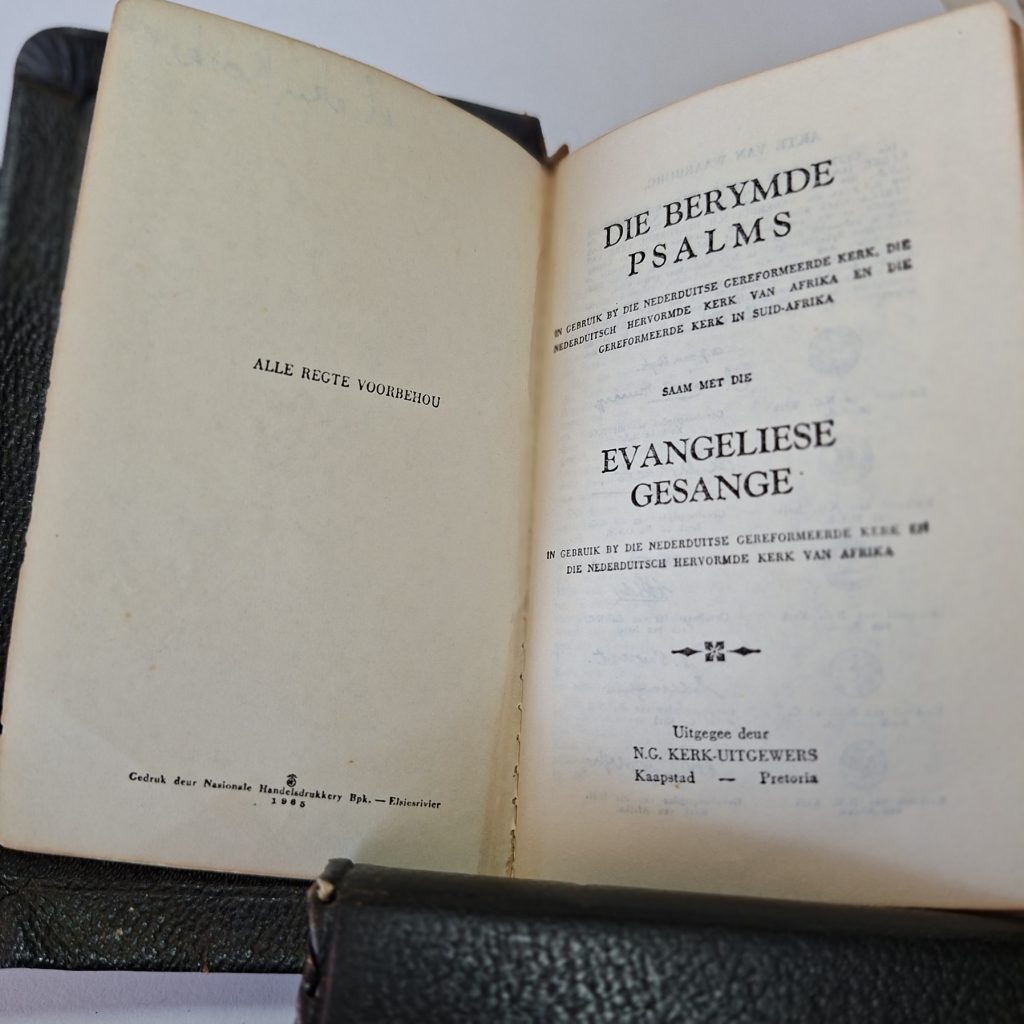 ALLE REGTE VOORBEHOU
Gedruk deur Nasionale Handelsdrukkery Bpk. — Elsiesrivier
1965
DIE BERYMDE
PSALMS
IN GEBRUIK BY DIE NEDERDUITSE GEREFORMEERDE KERK, DIE
NEDERDUITSCH HERVORMDE KERK VAN AFRIKA EN DIE
GEREFORMEERDE KERK IN SUID-AFRIKA
SAAM MET DIE
EVANGELIESE
GESANGE
IN GEBRUIK BY DIE NEDERDUITSE GEREFORMEERDE KERK EN
DIE NEDERDUITSCH HERVORMDE KERK VAN AFRIKA
Uitgegee deur
N.G. KERK-UITGEWERS
Kaapstad — Pretoria